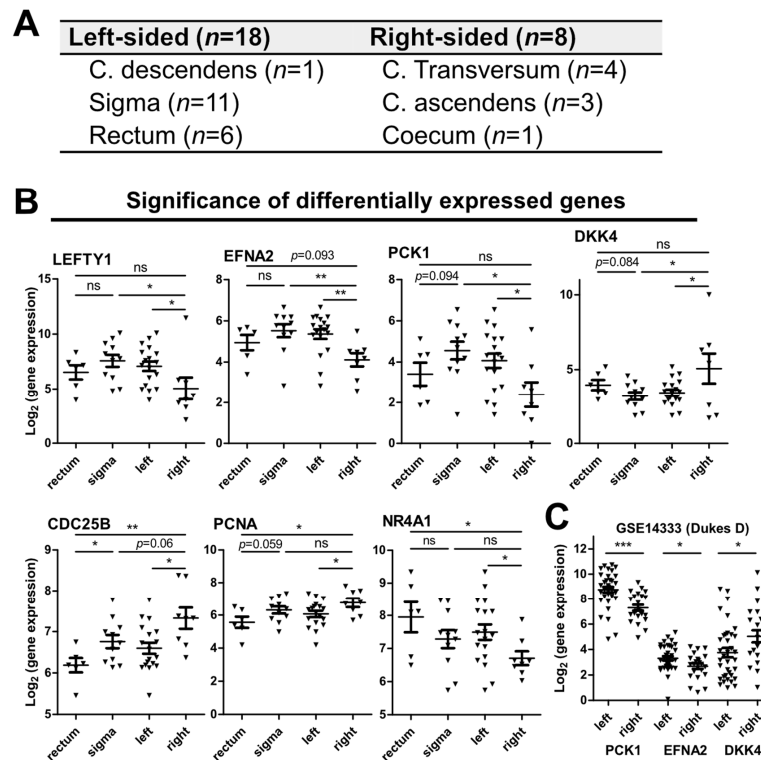 A
Left-sided (n=18) Right-sided (n=8)
C. descendens (n=1) C. Transversum (n=4)
Sigma (n=11) C. ascendens (n=3)
Rectum (n=6) Coecum (n=1)
B
Significance of differentially expressed genes
LEFTY1
ns
ns *
*
15
10
5
0
Log2 (gene expression)
rectum sigma left right
EFNA2
p=0.093
ns **
**
8
6
4
2
0
rectum sigma left right
PCK1
ns
p=0.094 *
*
8
6
4
2
0
rectum sigma left right
DKK4
ns
p=0.084 *
*
10
5
0
rectum sigma left right
CDC25B
**
* p=0.06
*
9
8
7
6
5
Log2 (gene expression)
rectum sigma left right
PCNA
*
p=0.059 ns
*
10
8
6
4
2
0
rectum sigma left right
NR4A1
*
ns ns
*
10
9
8
7
6
5
rectum sigma left right
C
GSE14333 (Dukes D)
*** * *
12
10
8
6
4
2
0
Log2 (gene expression)
left right left right left right
PCK1 EFNA2 DKK4